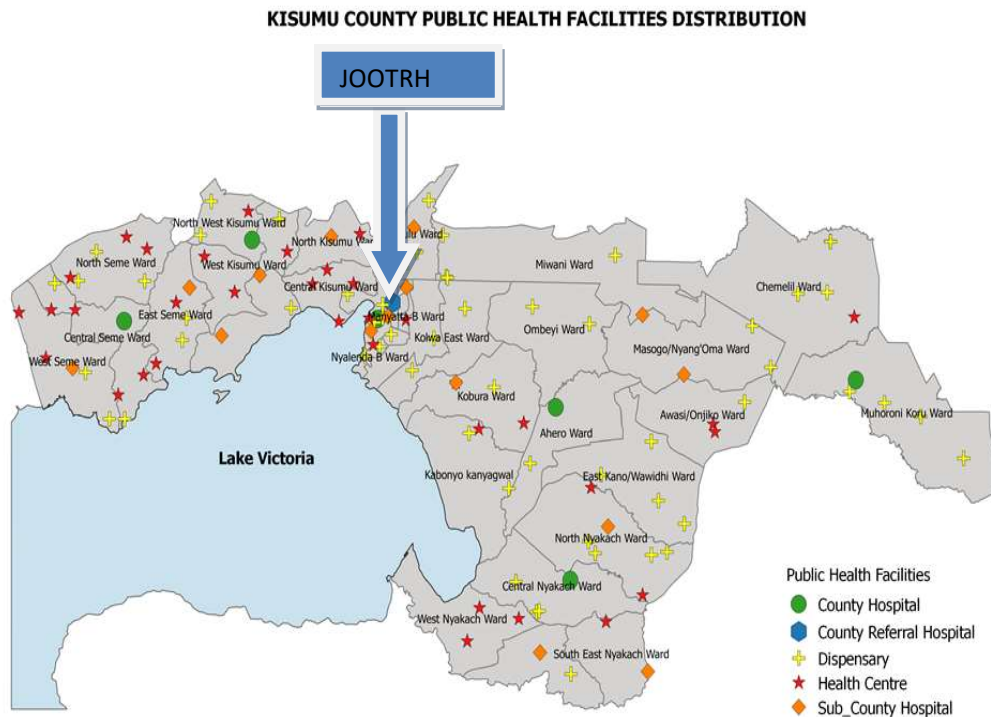 KISUMU COUNTY PUBLIC HEALTH FACILITIES DISTRIBUTION
JOOTRH
North West Kisumu Ward
North Kisumu
Ward
North Seme Ward
West Kisumu Ward
Miwani Ward
Central Kisumu Ward
Chemelil Ward
East Seme Ward
Manyatta B Ward
Central Seme Ward
Kolwa East Ward
Ombeyi Ward
Masogo/Nyang'Oma Ward
Nyalenda B Ward
West Seme Ward
Kobura Ward
Awasi/Onjiko Ward
Muhoroni Koru Ward
Ahero Ward
Lake Victoria
Kabonyo kanyagwal
East Kano/Wawidhi Ward
North Nyakach Ward
Central Nyakach Ward
West Nyakach Ward
South East Nyakach Ward
Public Health Facilities
County Hospital
County Referral Hospital
Dispensary
Health Centre
Sub_County Hospital